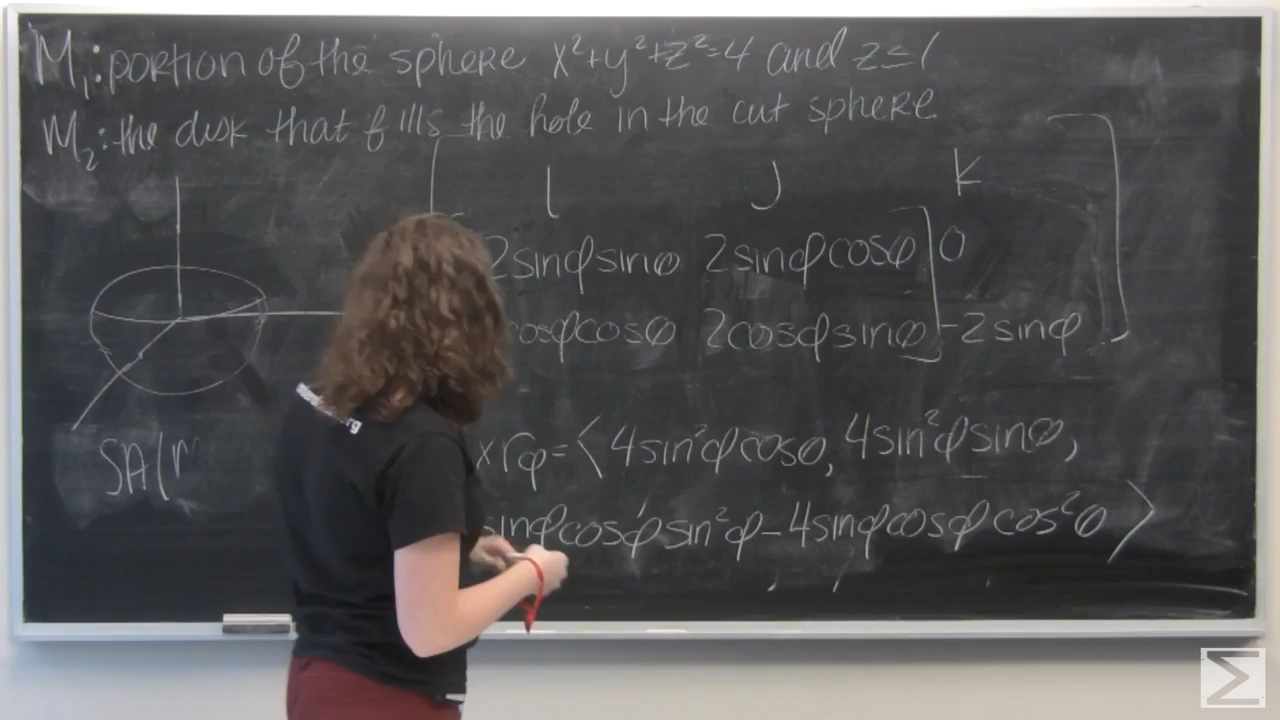 M₁: portion of the sphere x²+y²+z²=4 and z≤1
M₂: the disk that fills the hole in the cut sphere
i j k
2sinφsinθ 2sinφcosφ 0
cosφcosθ 2cosφsinθ -2sinφ
SA(
×rφ=⟨4sin²φcosθ, 4sin²φsinθ,
sinφcosφsin²φ-4sinφcosφcos²θ⟩
Σ